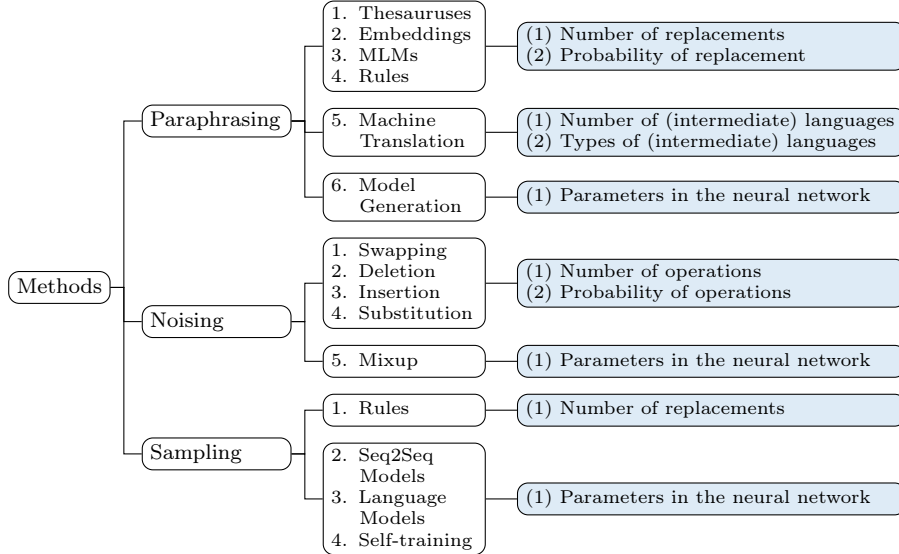 Methods
Paraphrasing
1. Thesauruses
2. Embeddings
3. MLMs
4. Rules
(1) Number of replacements
(2) Probability of replacement
5. Machine
Translation
(1) Number of (intermediate) languages
(2) Types of (intermediate) languages
6. Model
Generation
(1) Parameters in the neural network
Noising
1. Swapping
2. Deletion
3. Insertion
4. Substitution
(1) Number of operations
(2) Probability of operations
5. Mixup
(1) Parameters in the neural network
Sampling
1. Rules
(1) Number of replacements
2. Seq2Seq
Models
3. Language
Models
4. Self-training
(1) Parameters in the neural network